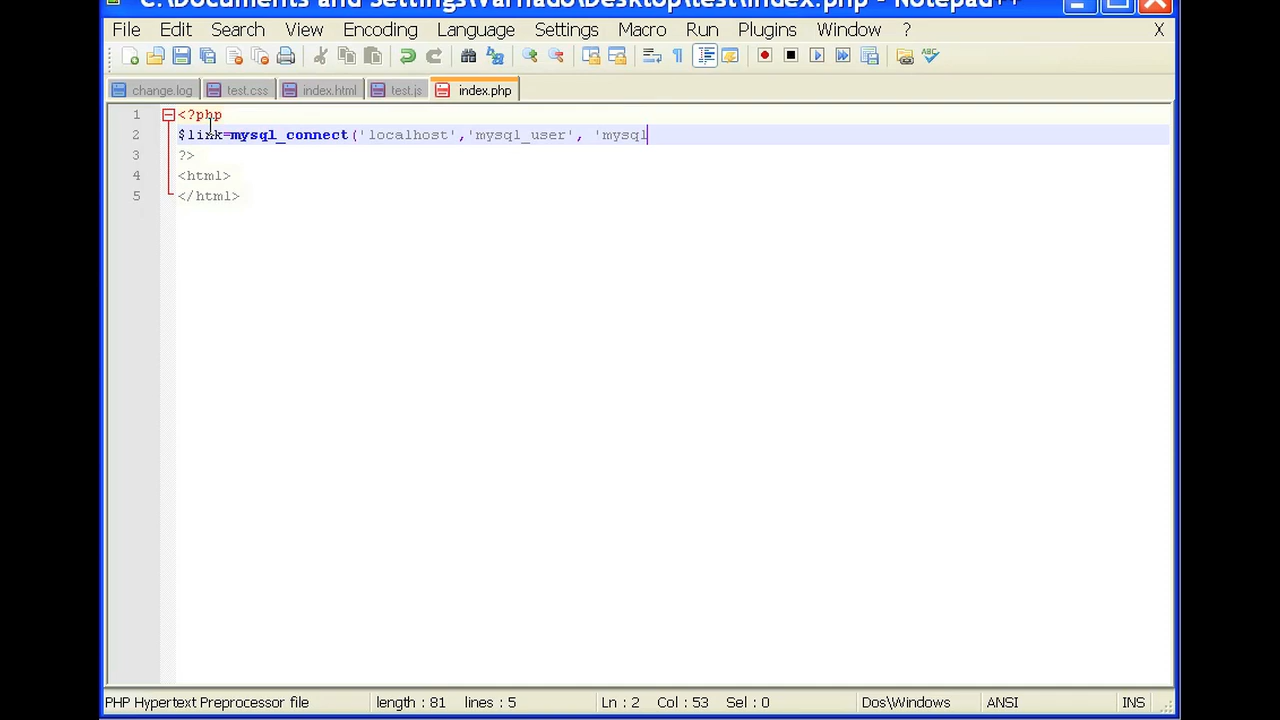 C:\Documents and Settings\Varnado\Desktop\test\index.php - Notepad++
File Edit Search View Encoding Language Settings Macro Run Plugins Window ? X
change.log test.css index.html test.js index.php
1 <?php
2 $link=mysql_connect('localhost','mysql_user', 'mysql
3 ?>
4 <html>
5 </html>
PHP Hypertext Preprocessor file length : 81 lines : 5 Ln : 2 Col : 53 Sel : 0 Dos\Windows ANSI INS